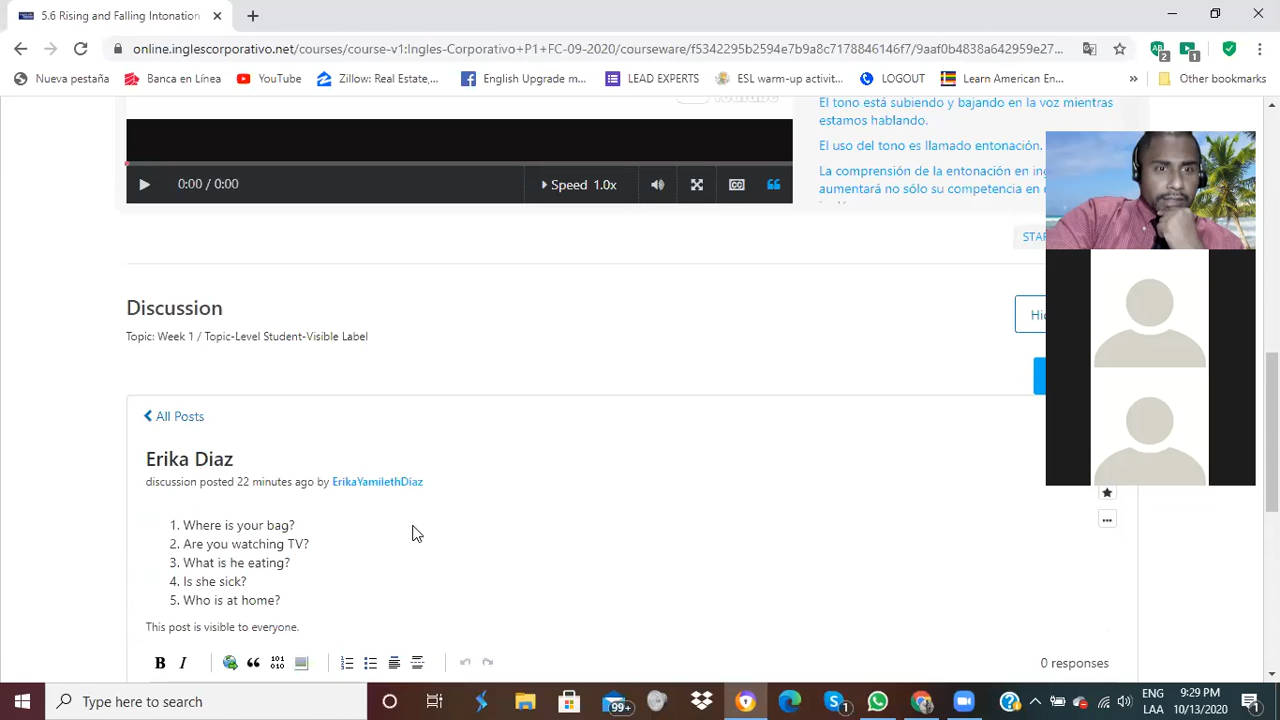 5.6 Rising and Falling Intonation
online.inglescorporativo.net/courses/course-v1:Ingles-Corporativo+P1+FC-09-2020/courseware/f5342295b2594e7b9a8c7178846146f7/9aaf0b4838a642959e27...
2
1
Nueva pestaña
Banca en Línea
YouTube
Zillow: Real Estate,...
English Upgrade m...
LEAD EXPERTS
ESL warm-up activit...
LOGOUT
Learn American En...
»
Other bookmarks
YouTube
El tono está subiendo y bajando en la voz mientras
estamos hablando.
El uso del tono es llamado entonación.
La comprensión de la entonación en
aumentará no sólo su competencia en
0:00 / 0:00
Speed 1.0x
Discussion
Topic: Week 1 / Topic-Level Student-Visible Label
All Posts
Erika Diaz
discussion posted 22 minutes ago by ErikaYamilethDiaz
1. Where is your bag?
2. Are you watching TV?
3. What is he eating?
4. Is she sick?
5. Who is at home?
This post is visible to everyone.
B I
0 responses
Type here to search
99+
1
ENG
LAA
9:29 PM
10/13/2020
1